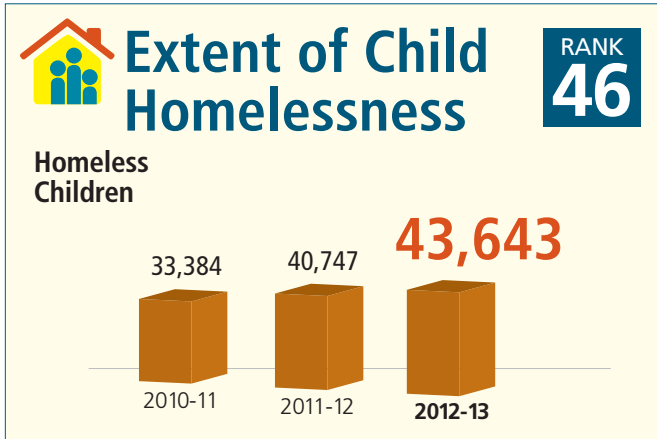 Extent of Child
Homelessness
RANK
46
Homeless
Children
33,384
40,747
43,643
2010-11
2011-12
2012-13